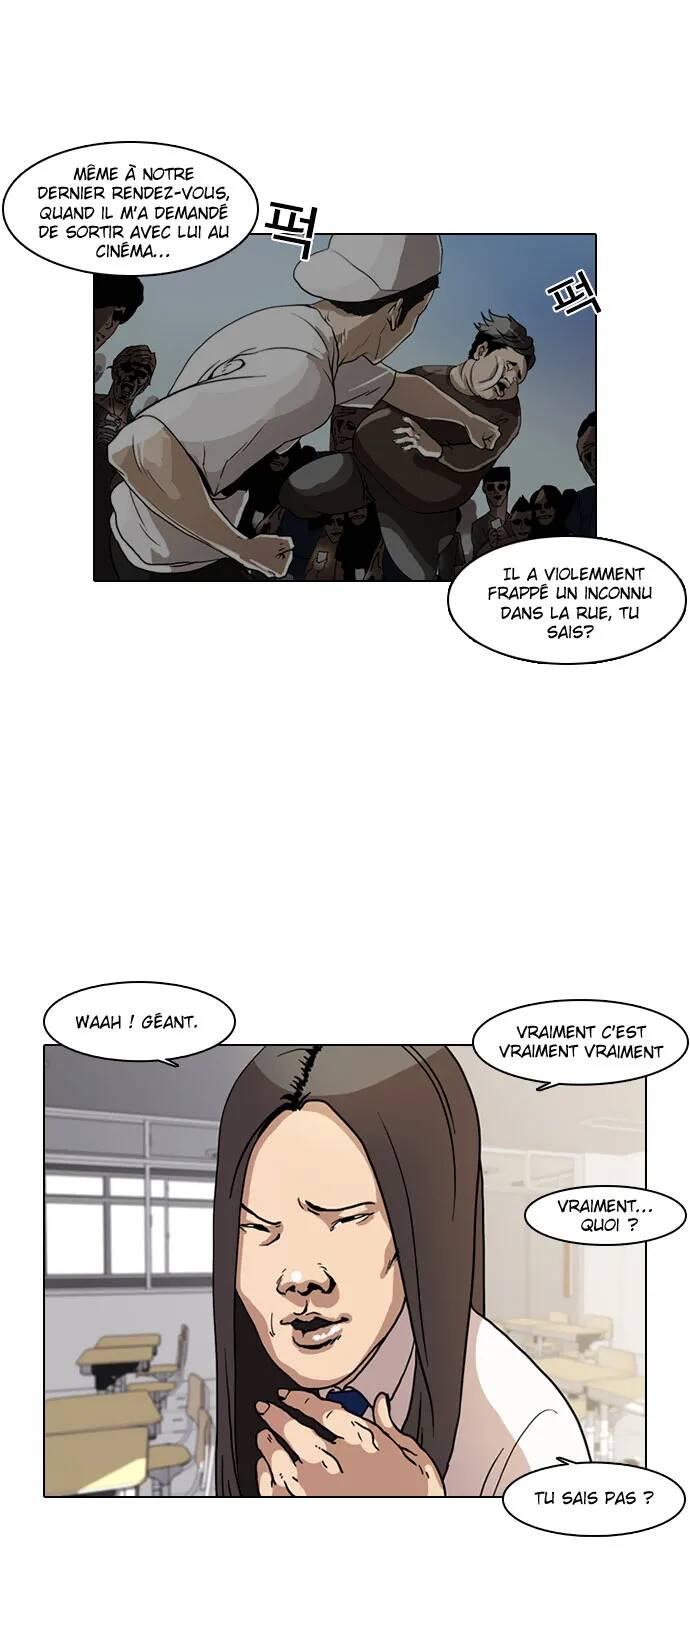 MÊME À NOTRE
DERNIER RENDEZ-VOUS,
QUAND IL M'A DEMANDÉ
DE SORTIR AVEC LUI AU
CINÉMA...
퍽
퍽
IL A VIOLEMMENT
FRAPPÉ UN INCONNU
DANS LA RUE, TU
SAIS?
WAAH ! GÉANT.
VRAIMENT C'EST
VRAIMENT VRAIMENT
VRAIMENT...
QUOI ?
TU SAIS PAS ?